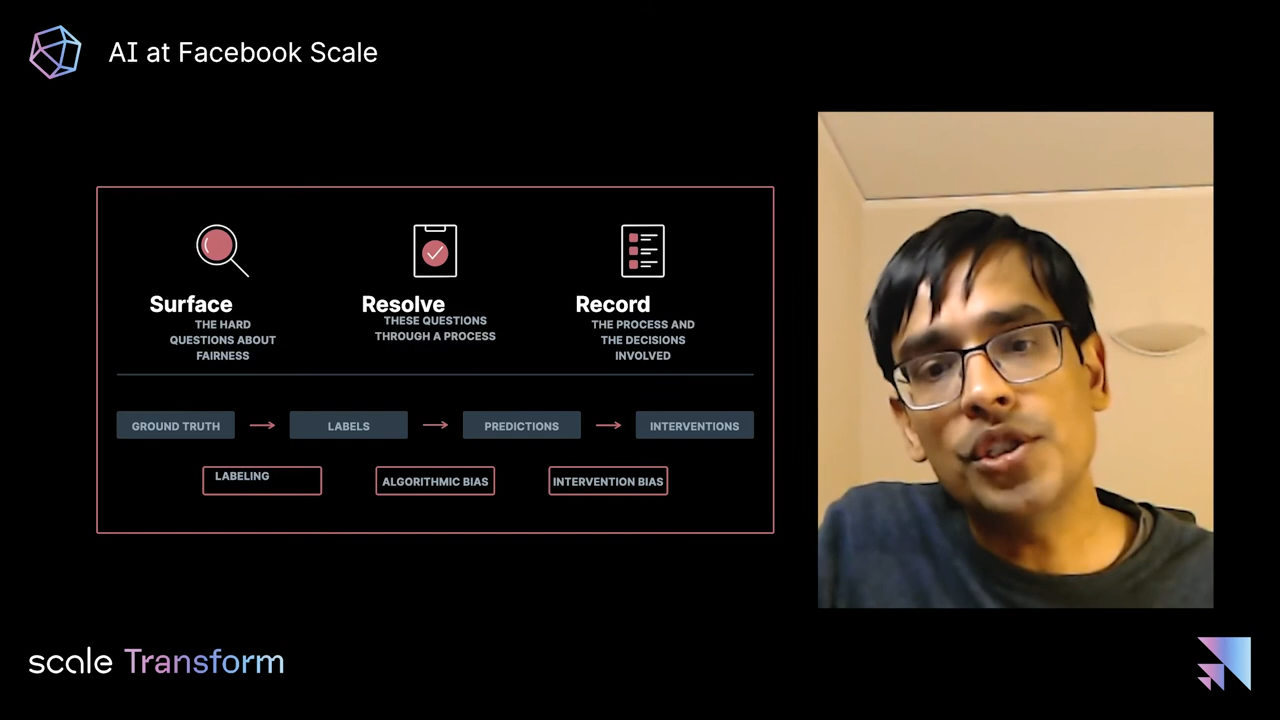 AI at Facebook Scale
Surface
THE HARD
QUESTIONS ABOUT
FAIRNESS
Resolve
THESE QUESTIONS
THROUGH A PROCESS
Record
THE PROCESS AND
THE DECISIONS
INVOLVED
GROUND TRUTH
LABELS
PREDICTIONS
INTERVENTIONS
LABELING
ALGORITHMIC BIAS
INTERVENTION BIAS
scale Transform